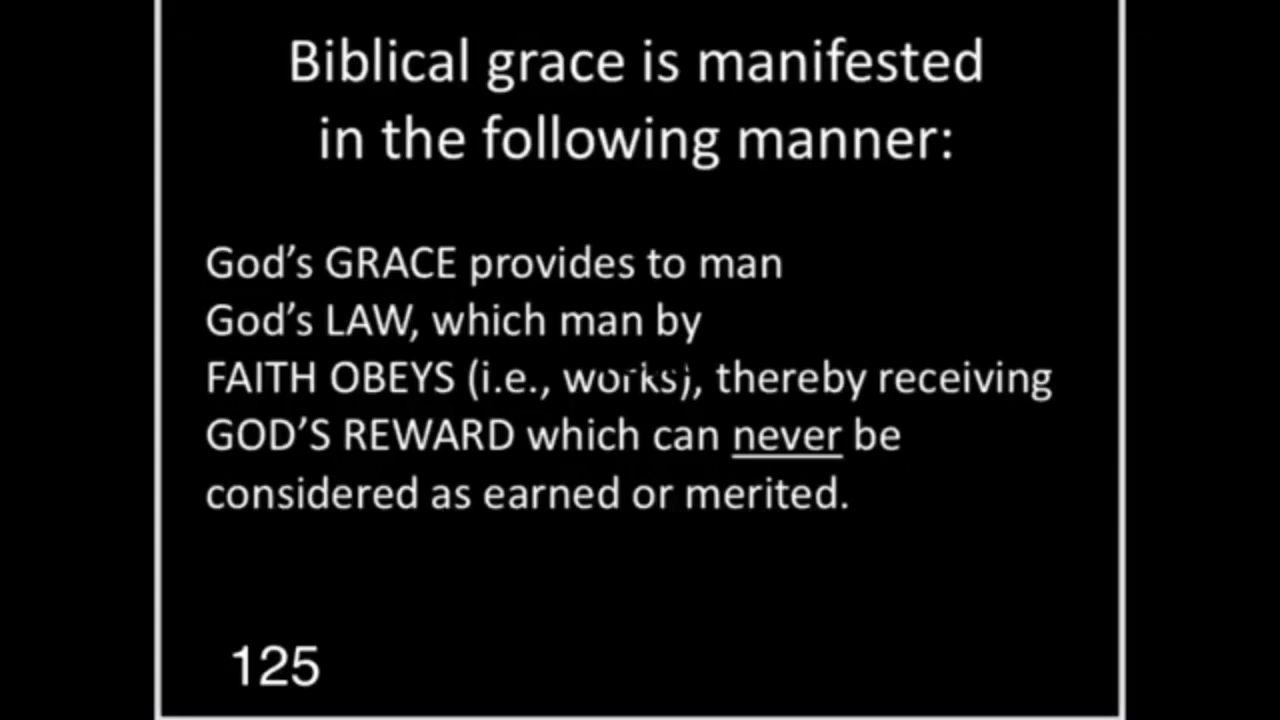 Biblical grace is manifested
in the following manner:
God’s GRACE provides to man
God’s LAW, which man by
FAITH OBEYS (i.e., works), thereby receiving
GOD’S REWARD which can never be
considered as earned or merited.
125